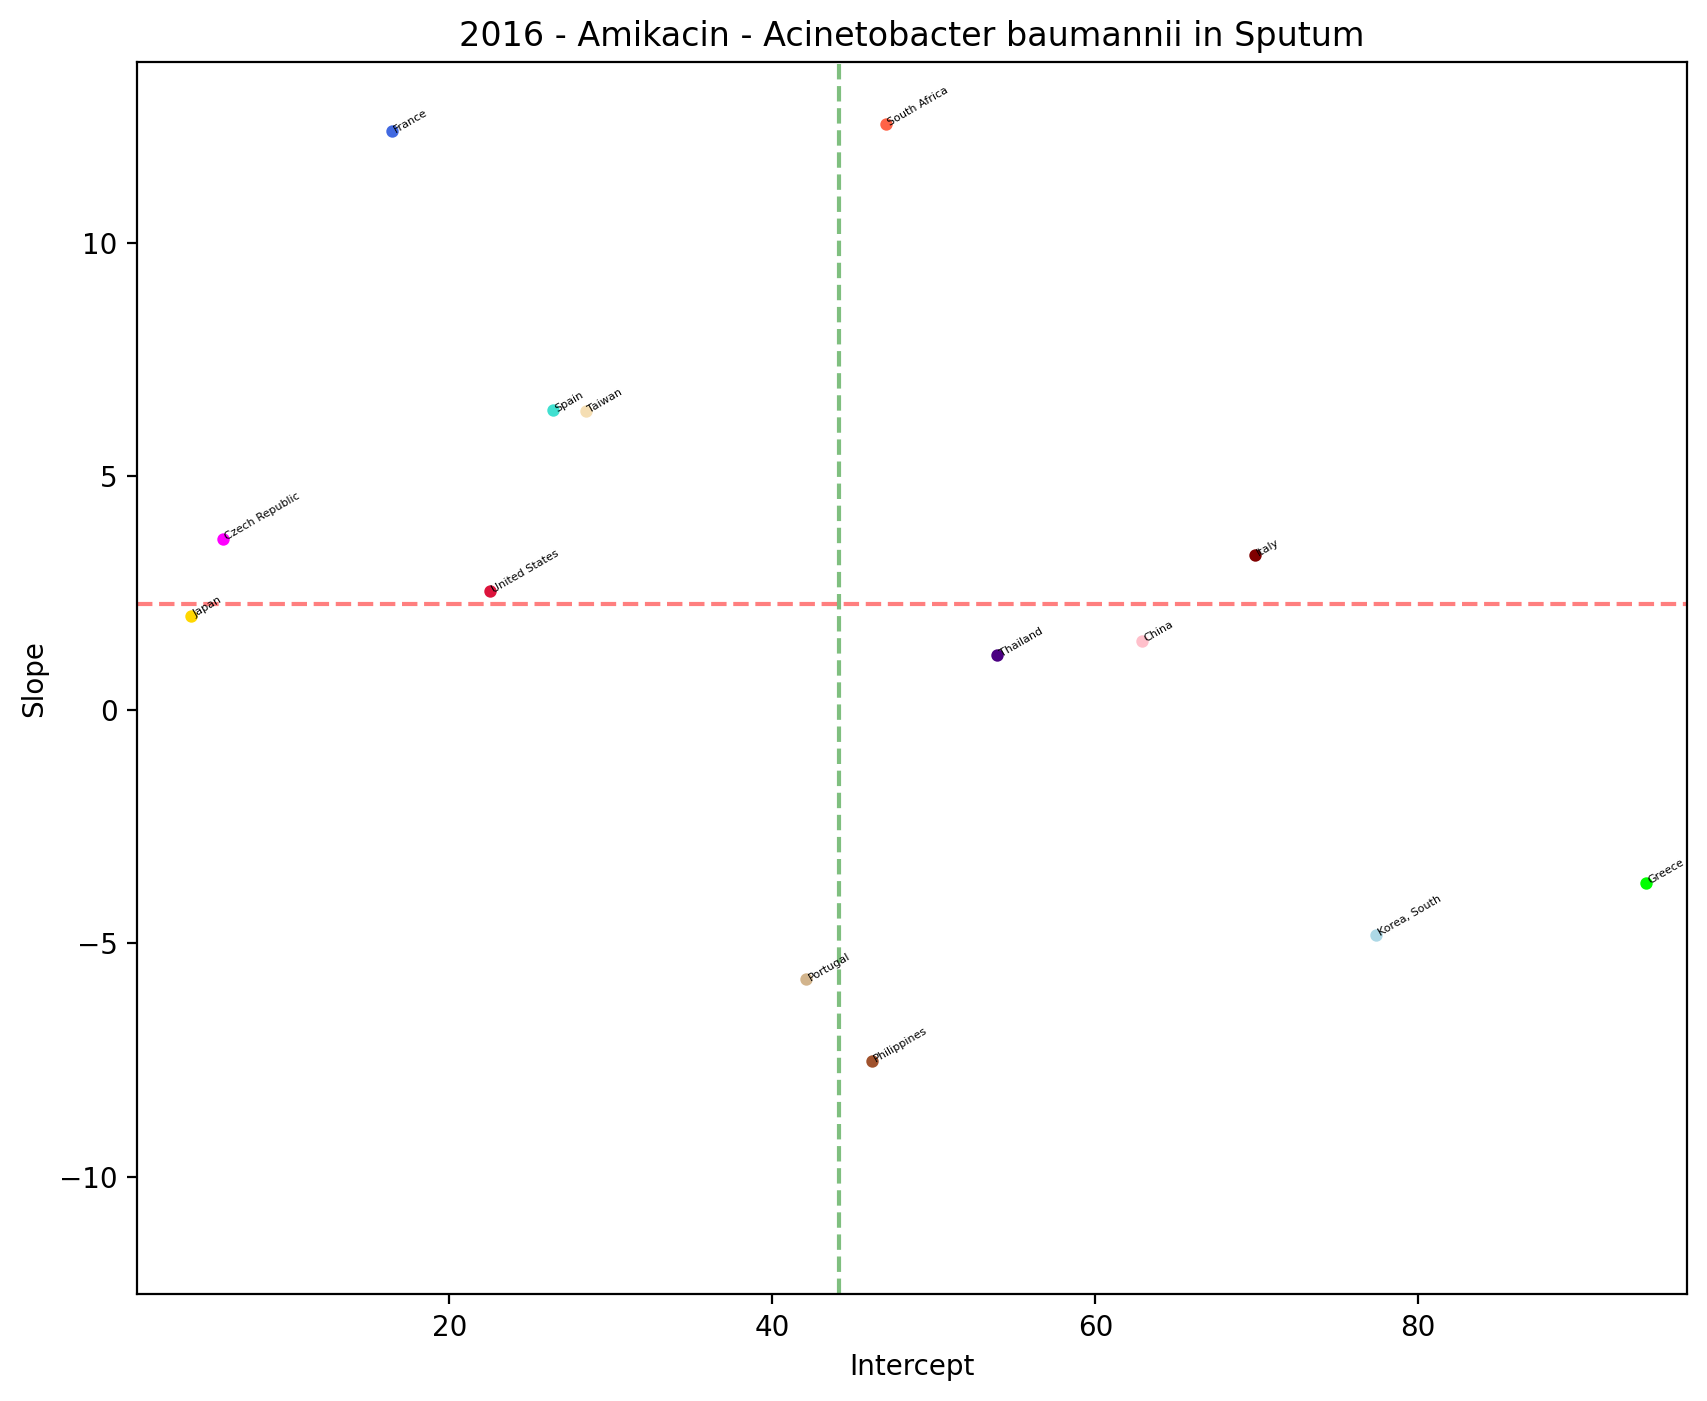 2016 - Amikacin - Acinetobacter baumannii in Sputum
South Africa
France
10
Spain
Taiwan
5
Czech Republic
Italy
United States
Japan
China
Thailand
Slope
0
Greece
Korea, South
−5
Portugal
Philippines
−10
20
40
60
80
Intercept